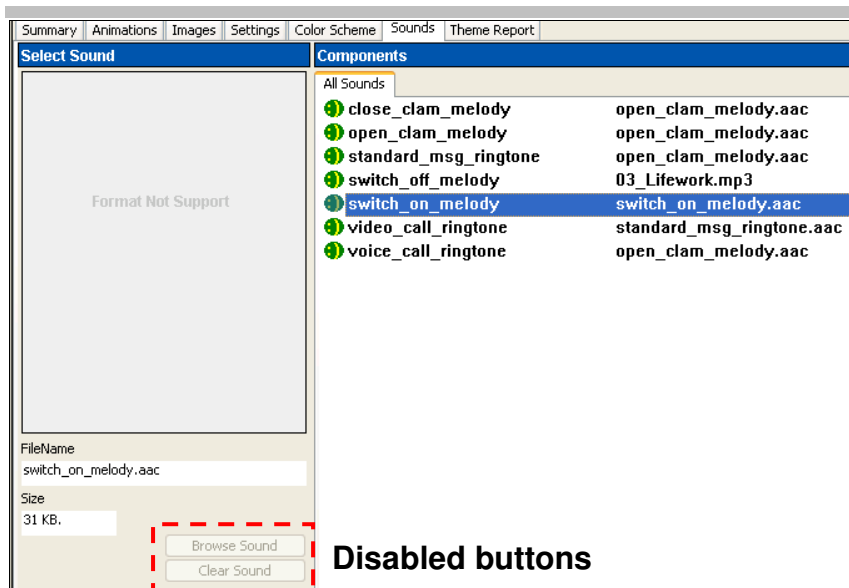 Summary Animations Images Settings Color Scheme Sounds Theme Report
Select Sound
Format Not Support
FileName
switch_on_melody.aac
Size
31 KB.
Browse Sound
Clear Sound
Components
All Sounds
close_clam_melody open_clam_melody.aac
open_clam_melody open_clam_melody.aac
standard_msg_ringtone open_clam_melody.aac
switch_off_melody 03_Lifework.mp3
switch_on_melody switch_on_melody.aac
video_call_ringtone standard_msg_ringtone.aac
voice_call_ringtone open_clam_melody.aac
Disabled buttons